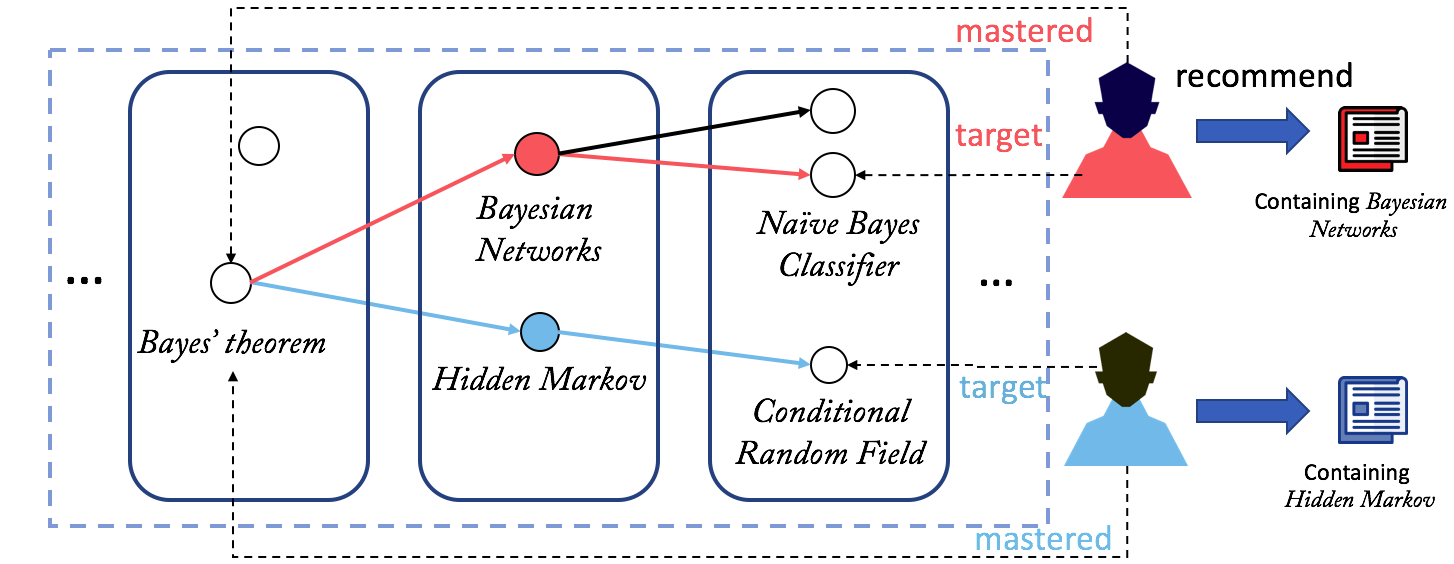 mastered
recommend
target
Containing Bayesian
Networks
Bayesian
Networks
Naïve Bayes
Classifier
...
...
Bayes' theorem
Hidden Markov
target
Conditional
Random Field
Containing
Hidden Markov
mastered